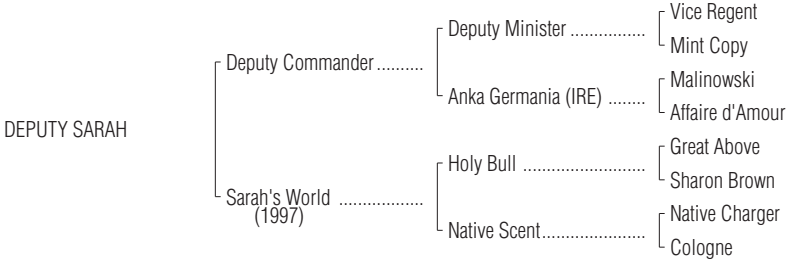 Vice Regent
Deputy Minister ................
Mint Copy
Deputy Commander..........
Malinowski
Anka Germania (IRE) ........
Affaire d'Amour
DEPUTY SARAH
Great Above
Holy Bull ..........................
Sharon Brown
Sarah's World ..................
(1997)
Native Charger
Native Scent......................
Cologne